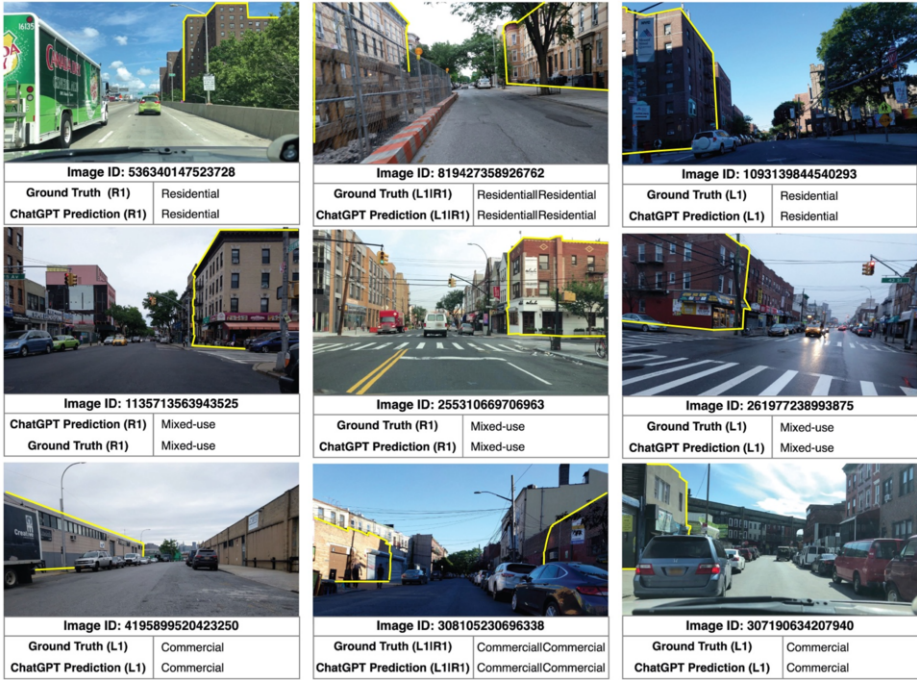 16135
CANADA
Image ID: 536340147523728
Ground Truth (R1) Residential
ChatGPT Prediction (R1) Residential
Image ID: 819427358926762
Ground Truth (L1|R1) Residential|Residential
ChatGPT Prediction (L1|R1) Residential|Residential
Image ID: 1093139844540293
Ground Truth (L1) Residential
ChatGPT Prediction (L1) Residential
Image ID: 1135713563943525
ChatGPT Prediction (R1) Mixed-use
Ground Truth (R1) Mixed-use
Image ID: 255310669706963
Ground Truth (R1) Mixed-use
ChatGPT Prediction (R1) Mixed-use
Image ID: 261977238993875
Ground Truth (L1) Mixed-use
ChatGPT Prediction (L1) Mixed-use
Image ID: 4195899520423250
Ground Truth (L1) Commercial
ChatGPT Prediction (L1) Commercial
Image ID: 308105230696338
Ground Truth (L1|R1) Commercial|Commercial
ChatGPT Prediction (L1|R1) Commercial|Commercial
Image ID: 307190634207940
Ground Truth (L1) Commercial
ChatGPT Prediction (L1) Commercial